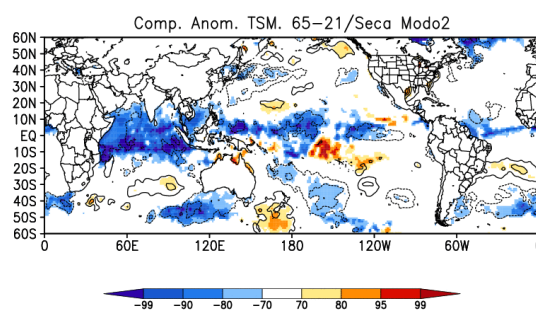 Comp. Anom. TSM. 65-21/Seca Modo2
60N
50N
40N
30N
20N
10N
EQ
10S
20S
30S
40S
50S
60S
0 60E 120E 180 120W 60W 0
-99 -90 -80 -70 70 80 95 99